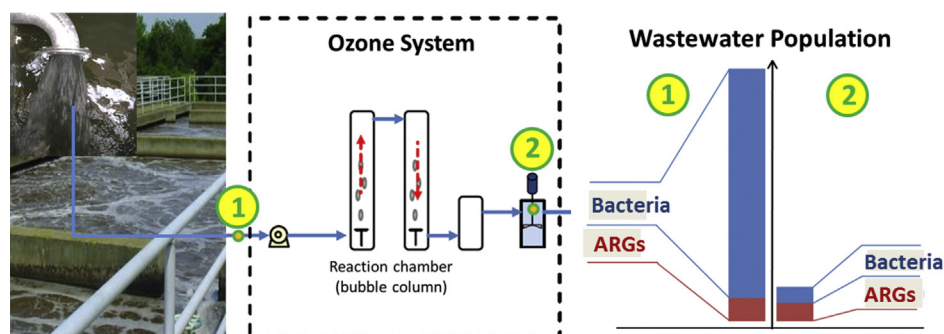 Ozone System
Wastewater Population
1
2
1
2
Bacteria
ARGs
Reaction chamber
(bubble column)
Bacteria
ARGs